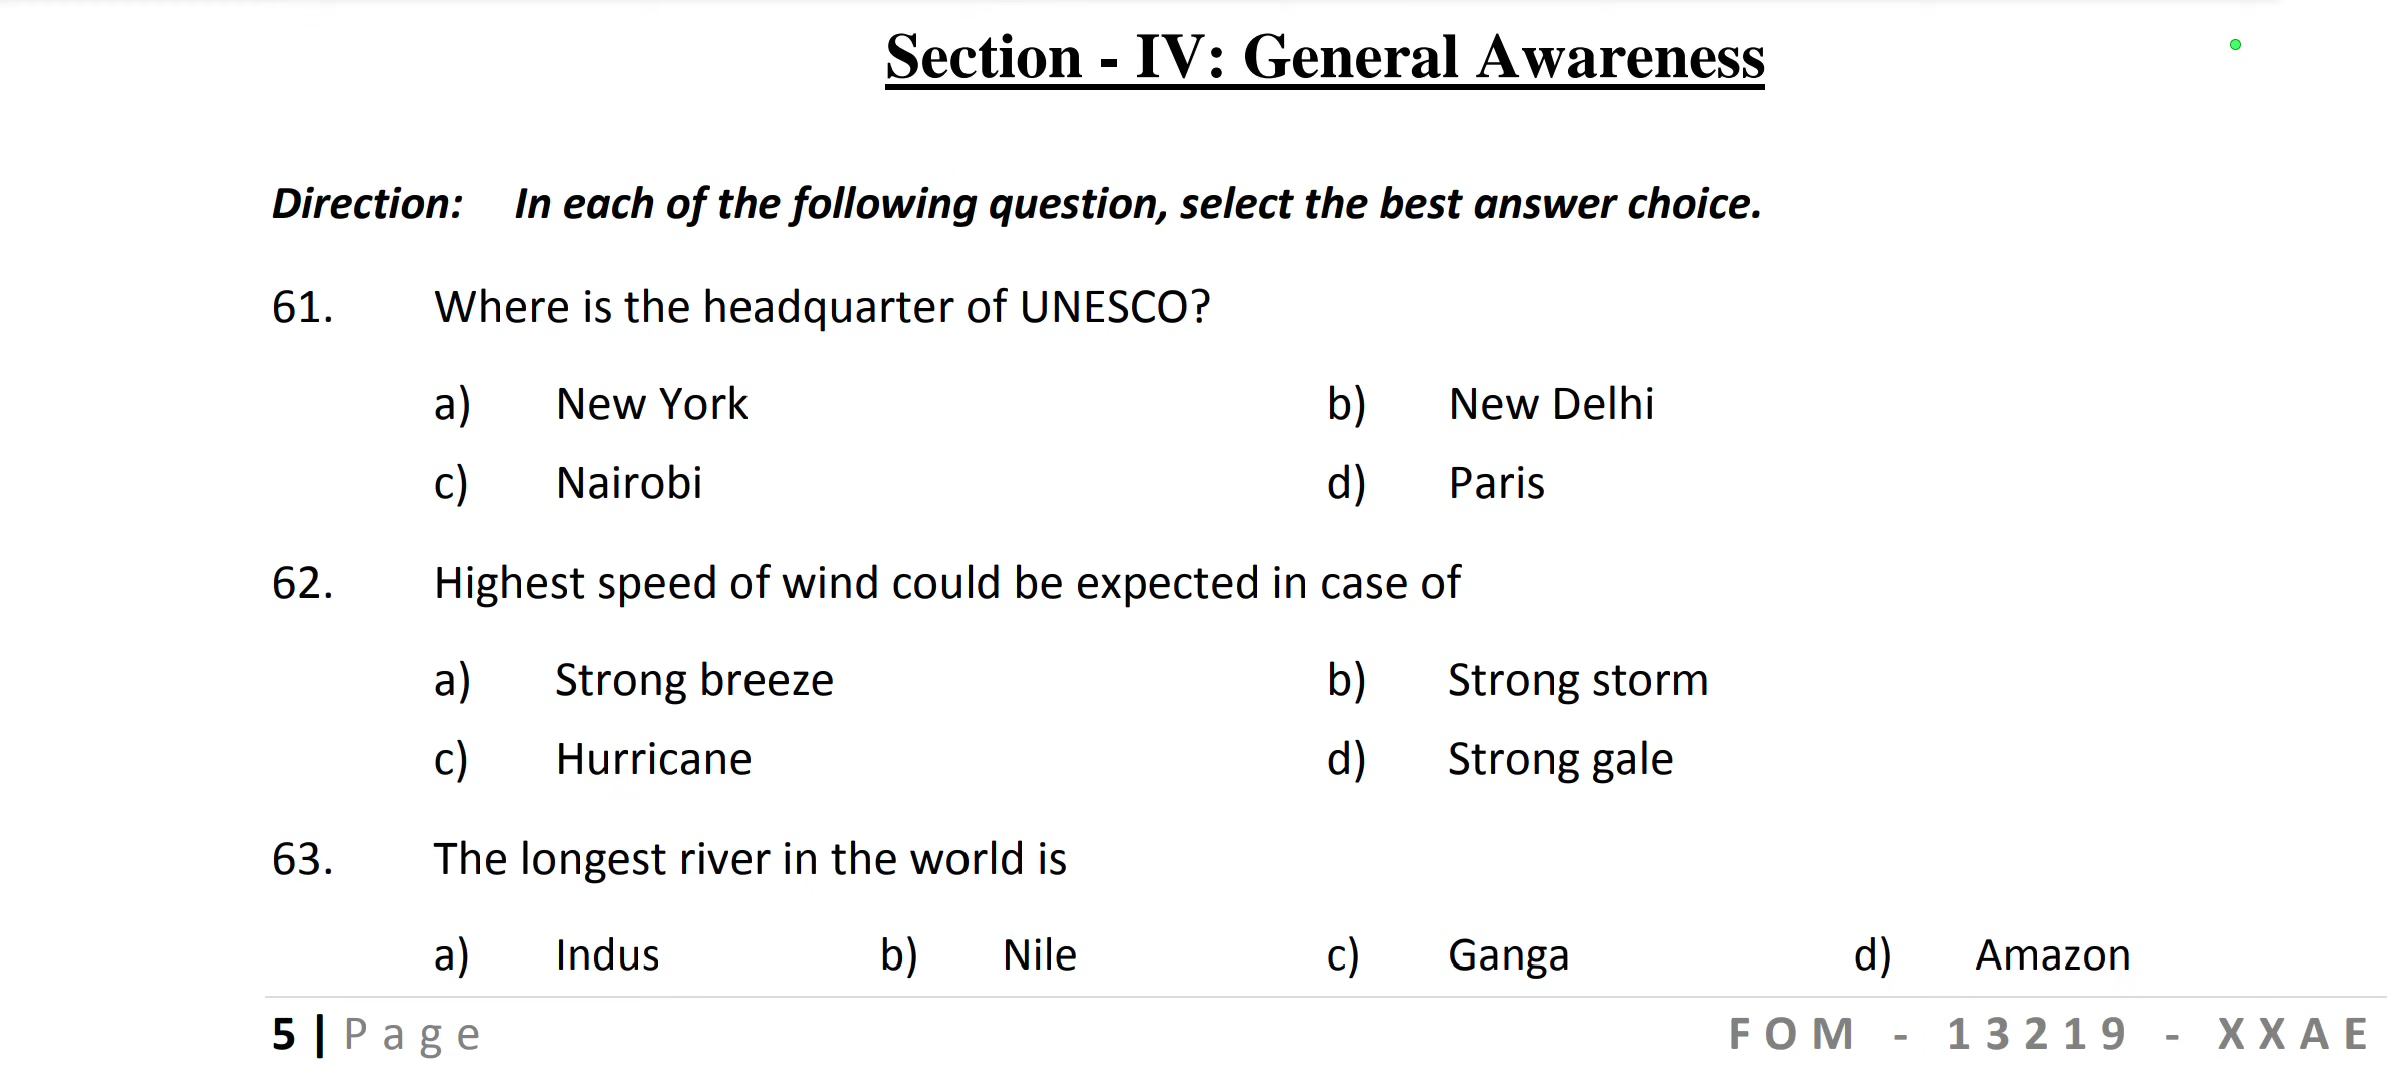 Section - IV: General Awareness
Direction: In each of the following question, select the best answer choice.
61. Where is the headquarter of UNESCO?
a) New York b) New Delhi
c) Nairobi d) Paris
62. Highest speed of wind could be expected in case of
a) Strong breeze b) Strong storm
c) Hurricane d) Strong gale
63. The longest river in the world is
a) Indus b) Nile c) Ganga d) Amazon
5 | Page FOM - 13219 - XXAE